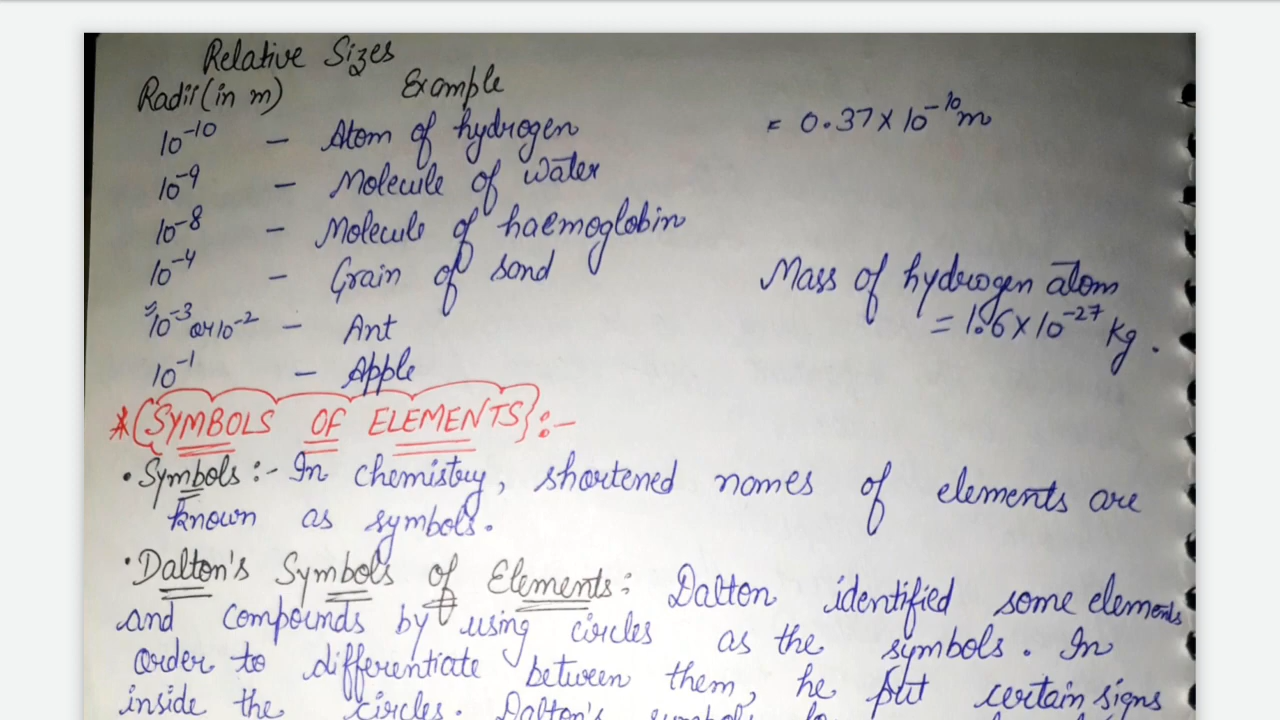 Relative Sizes
Radii (in m) Example
10⁻¹⁰ - Atom of hydrogen = 0.37 X 10⁻¹⁰ m
10⁻⁹ - Molecule of water
10⁻⁸ - Molecule of haemoglobin
10⁻⁴ - Grain of sand
Mass of hydrogen atom
10⁻³ or 10⁻² - Ant = 1.6 X 10⁻²⁷ kg.
10⁻¹ - Apple
*{SYMBOLS OF ELEMENTS}:-
• Symbols :- In chemistry, shortened names of elements are
known as symbols.
• Dalton's Symbols of Elements: Dalton identified some elements
and compounds by using circles as the symbols. In
order to differentiate between them, he put certain signs
inside the circles. Dalton's